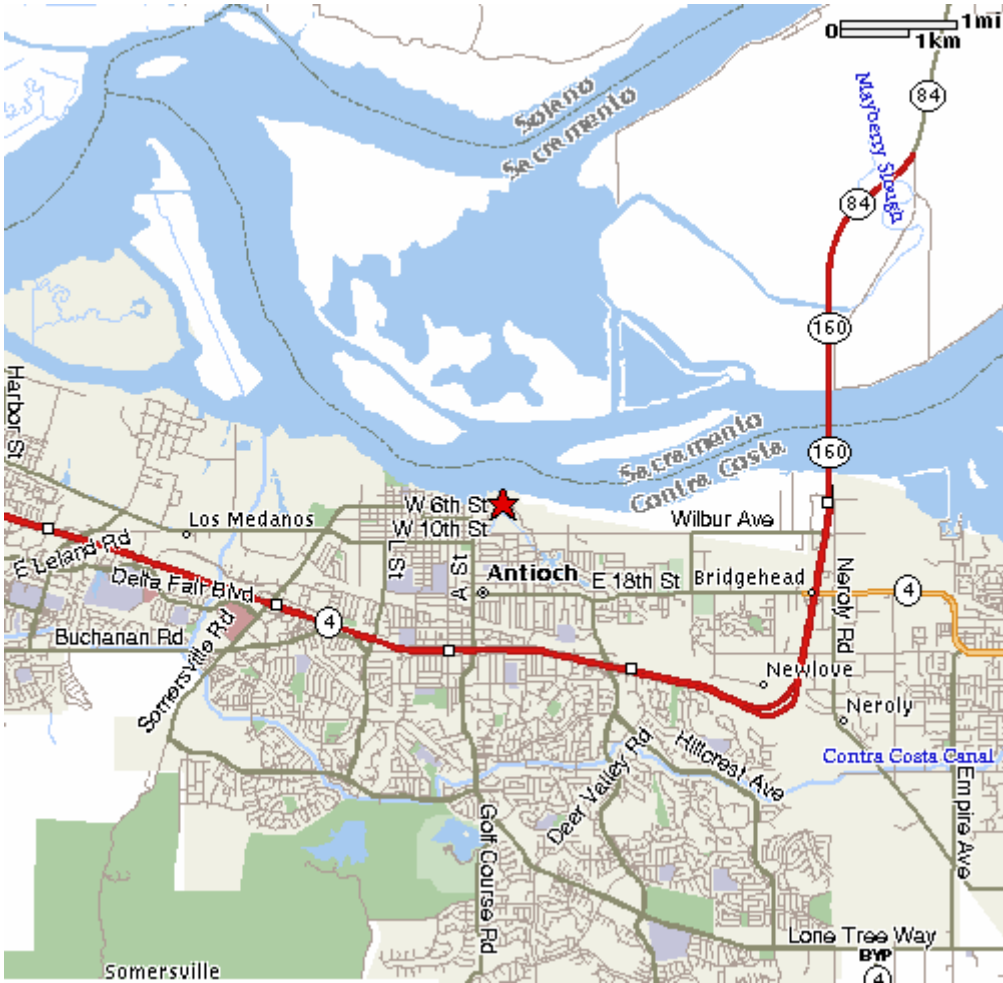 0
1mi
1km
84
Mayberry Slough
Solano
Sacramento
84
160
Harbor St
Sacramento
Contra Costa
160
W 6th St
W 10th St
Wilbur Ave
Los Medanos
E Leland Rd
L St
A St
Antioch
E 18th St
Bridgehead
Neroly Rd
4
Delta Fair Blvd
4
Buchanan Rd
Somersville Rd
Newlove
Neroly
Hillcrest Ave
Deer Valley Rd
Contra Costa Canal
Empire Ave
Golf Course Rd
Lone Tree Way
BYP
4
Somersville